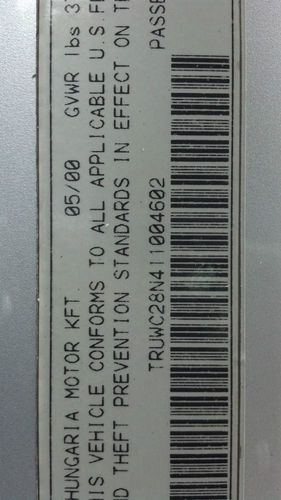 HUNGARIA MOTOR KFT. 05/00 GVWR lbs
VEHICLE CONFORMS TO ALL APPLICABLE U.S.
THEFT PREVENTION STANDARDS IN EFFECT ON
TRUWC28N411004602